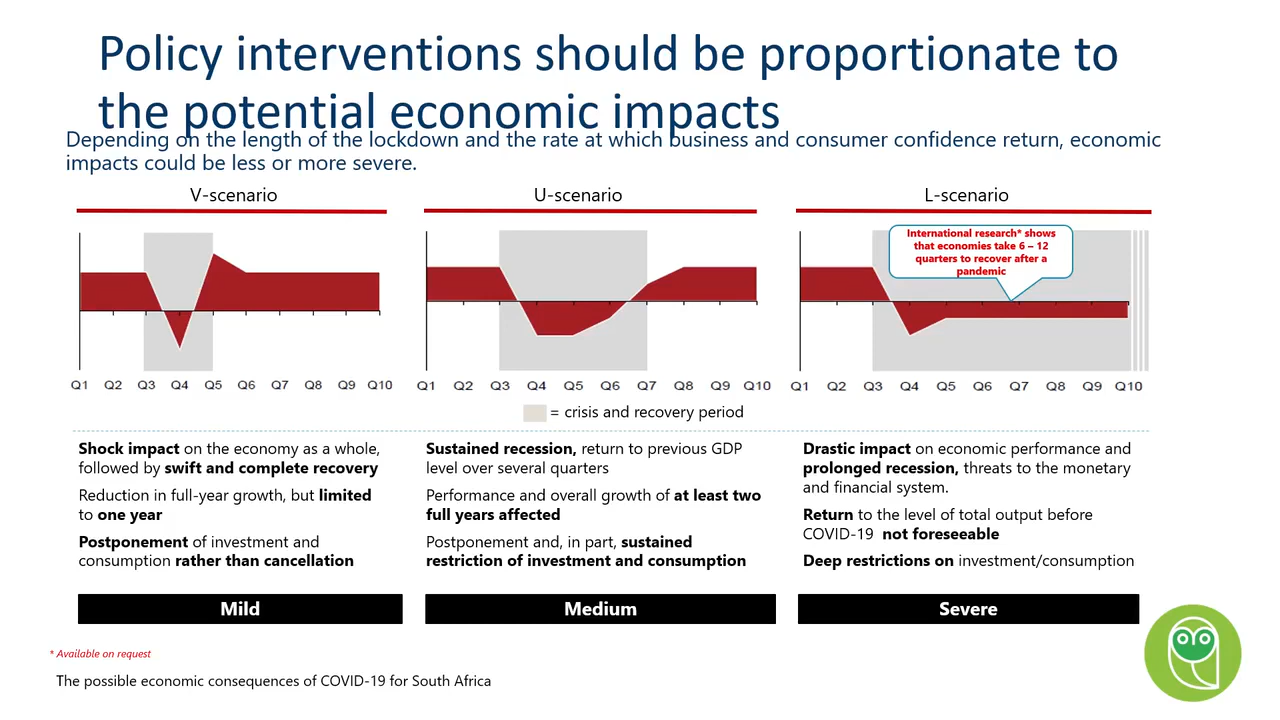 Policy interventions should be proportionate to
the potential economic impacts
Depending on the length of the lockdown and the rate at which business and consumer confidence return, economic
impacts could be less or more severe.
V-scenario
U-scenario
L-scenario
International research* shows
that economies take 6 – 12
quarters to recover after a
pandemic
Q1 Q2 Q3 Q4 Q5 Q6 Q7 Q8 Q9 Q10
Q1 Q2 Q3 Q4 Q5 Q6 Q7 Q8 Q9 Q10
Q1 Q2 Q3 Q4 Q5 Q6 Q7 Q8 Q9 Q10
= crisis and recovery period
Shock impact on the economy as a whole,
followed by swift and complete recovery
Reduction in full-year growth, but limited
to one year
Postponement of investment and
consumption rather than cancellation
Mild
Sustained recession, return to previous GDP
level over several quarters
Performance and overall growth of at least two
full years affected
Postponement and, in part, sustained
restriction of investment and consumption
Medium
Drastic impact on economic performance and
prolonged recession, threats to the monetary
and financial system.
Return to the level of total output before
COVID-19 not foreseeable
Deep restrictions on investment/consumption
Severe
* Available on request
The possible economic consequences of COVID-19 for South Africa